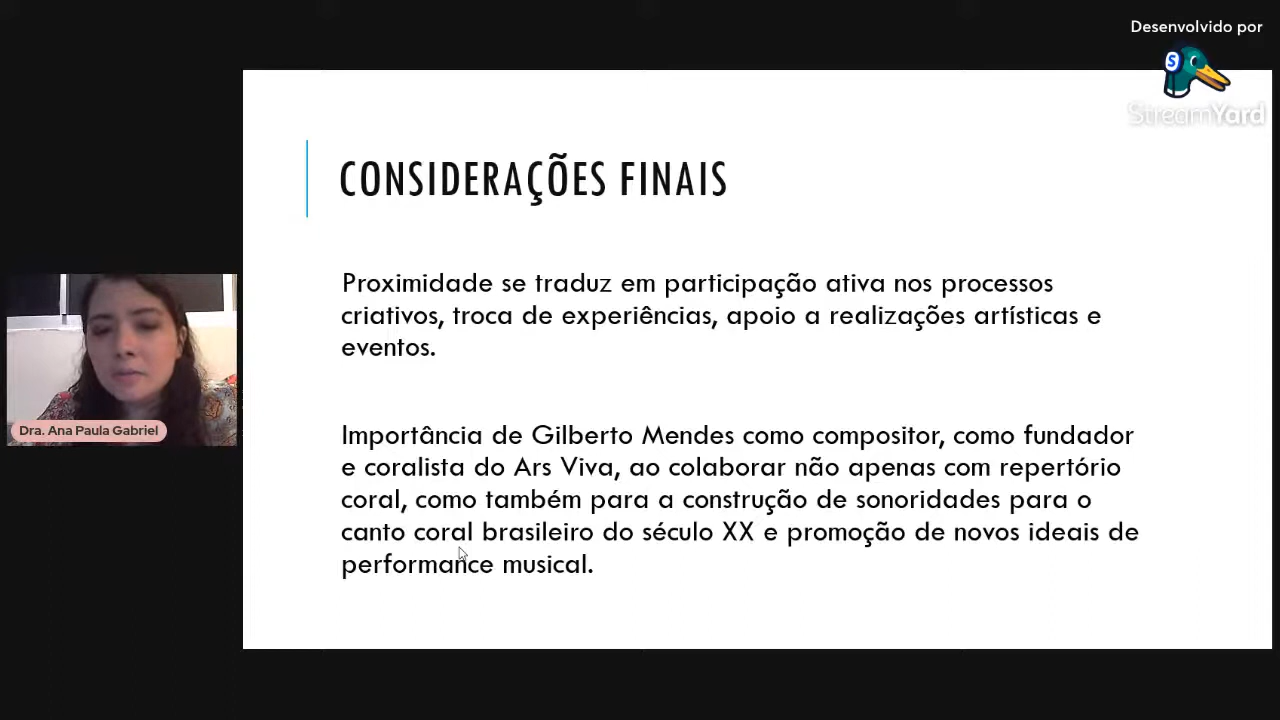 Desenvolvido por
S
StreamYard
CONSIDERAÇÕES FINAIS
Proximidade se traduz em participação ativa nos processos
criativos, troca de experiências, apoio a realizações artísticas e
eventos.
Dra. Ana Paula Gabriel
Importância de Gilberto Mendes como compositor, como fundador
e coralista do Ars Viva, ao colaborar não apenas com repertório
coral, como também para a construção de sonoridades para o
canto coral brasileiro do século XX e promoção de novos ideais de
performance musical.